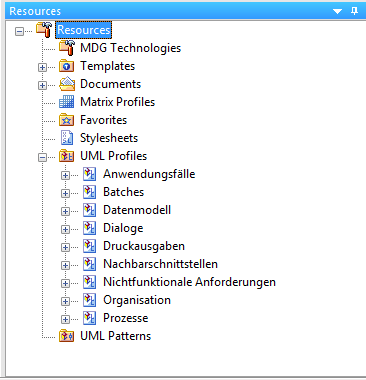 Resources
Resources
MDG Technologies
Templates
Documents
Matrix Profiles
Favorites
Stylesheets
UML Profiles
Anwendungsfälle
Batches
Datenmodell
Dialoge
Druckausgaben
Nachbarschnittstellen
Nichtfunktionale Anforderungen
Organisation
Prozesse
UML Patterns